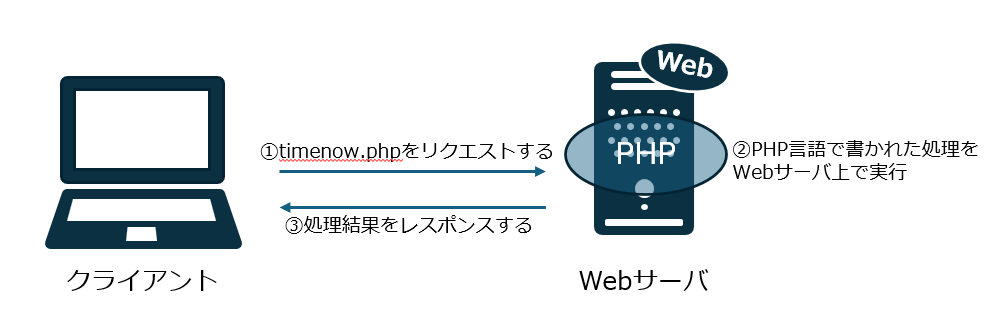 Web
①timenow.phpをリクエストする
PHP
②PHP言語で書かれた処理を
Webサーバ上で実行
③処理結果をレスポンスする
クライアント
Webサーバ